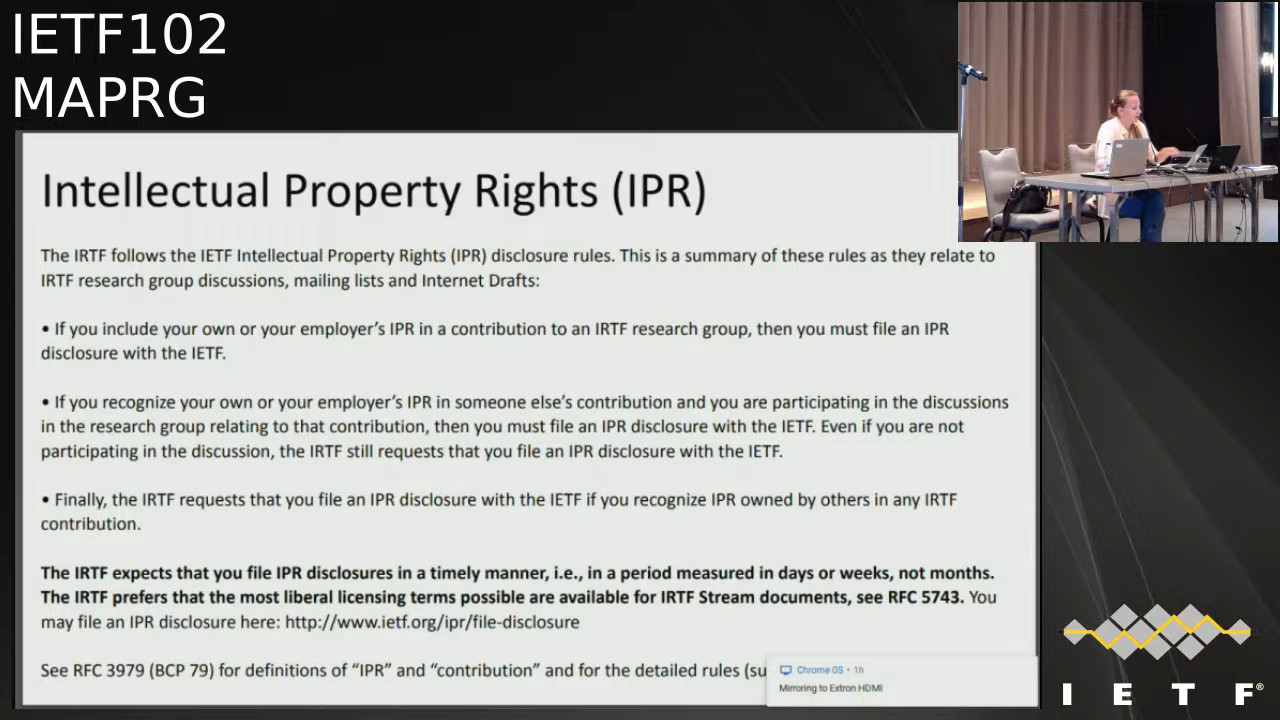 IETF102
MAPRG
Intellectual Property Rights (IPR)
The IRTF follows the IETF Intellectual Property Rights (IPR) disclosure rules. This is a summary of these rules as they relate to
IRTF research group discussions, mailing lists and Internet Drafts:
• If you include your own or your employer’s IPR in a contribution to an IRTF research group, then you must file an IPR
disclosure with the IETF.
• If you recognize your own or your employer’s IPR in someone else’s contribution and you are participating in the discussions
in the research group relating to that contribution, then you must file an IPR disclosure with the IETF. Even if you are not
participating in the discussion, the IRTF still requests that you file an IPR disclosure with the IETF.
• Finally, the IRTF requests that you file an IPR disclosure with the IETF if you recognize IPR owned by others in any IRTF
contribution.
The IRTF expects that you file IPR disclosures in a timely manner, i.e., in a period measured in days or weeks, not months.
The IRTF prefers that the most liberal licensing terms possible are available for IRTF Stream documents, see RFC 5743. You
may file an IPR disclosure here: http://www.ietf.org/ipr/file-disclosure
See RFC 3979 (BCP 79) for definitions of “IPR” and “contribution” and for the detailed rules (su
Chrome OS • 1h
Mirroring to Extron HDMI
I E T F®